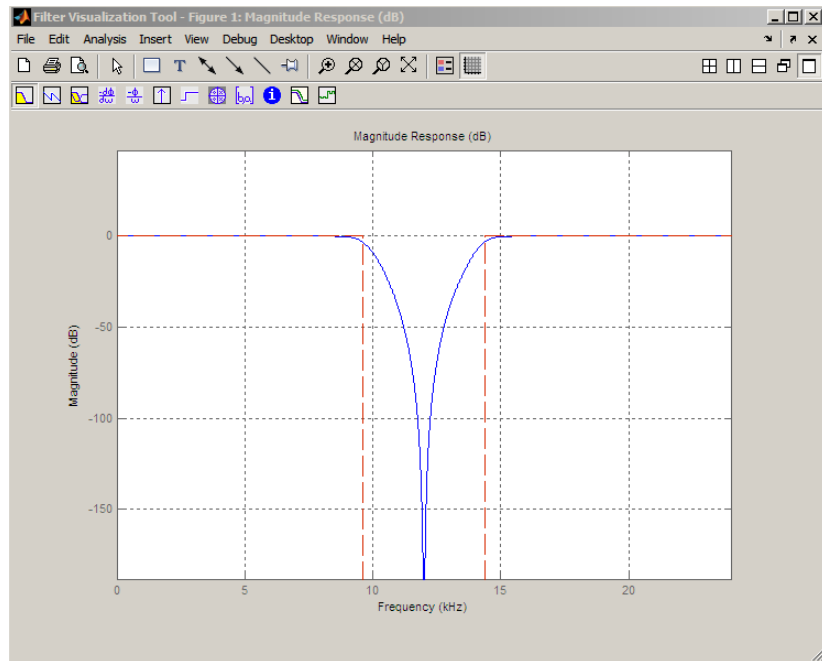 Filter Visualization Tool - Figure 1: Magnitude Response (dB)
File Edit Analysis Insert View Debug Desktop Window Help
T
[b,a]
i
Magnitude Response (dB)
0
-50
-100
-150
Magnitude (dB)
0 5 10 15 20
Frequency (kHz)